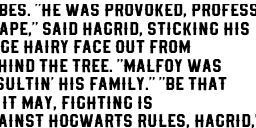 BES. "HE WAS PROVOKED, PROFESS
APE," SAID HAGRID, STICKING HIS
GE HAIRY FACE OUT FROM
HIND THE TREE. "MALFOY WAS
SULTIN' HIS FAMILY." "BE THAT
IT MAY, FIGHTING IS
AINST HOGWARTS RULES, HAGRID,"